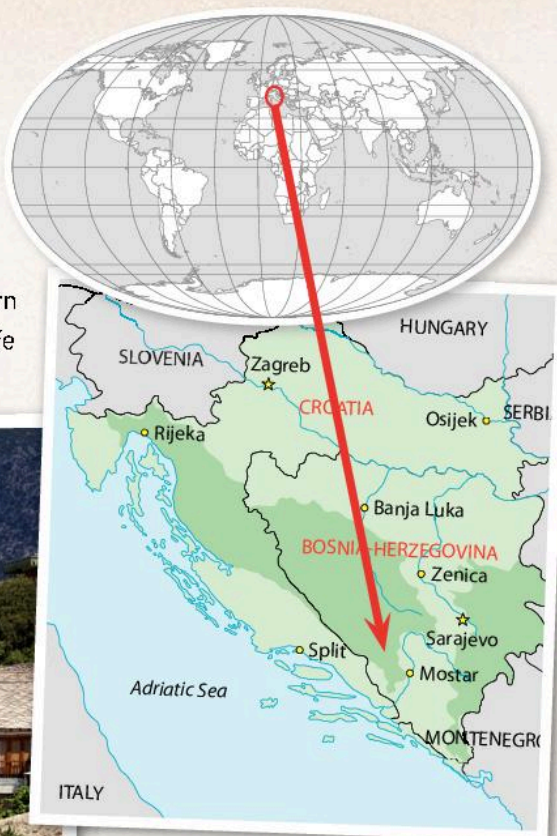 rn
HUNGARY
SLOVENIA
Zagreb
CROATIA
Osijek
SERBI
Rijeka
Banja Luka
BOSNIA-HERZEGOVINA
Zenica
Sarajevo
Split
Mostar
Adriatic Sea
MONTENEGR
ITALY